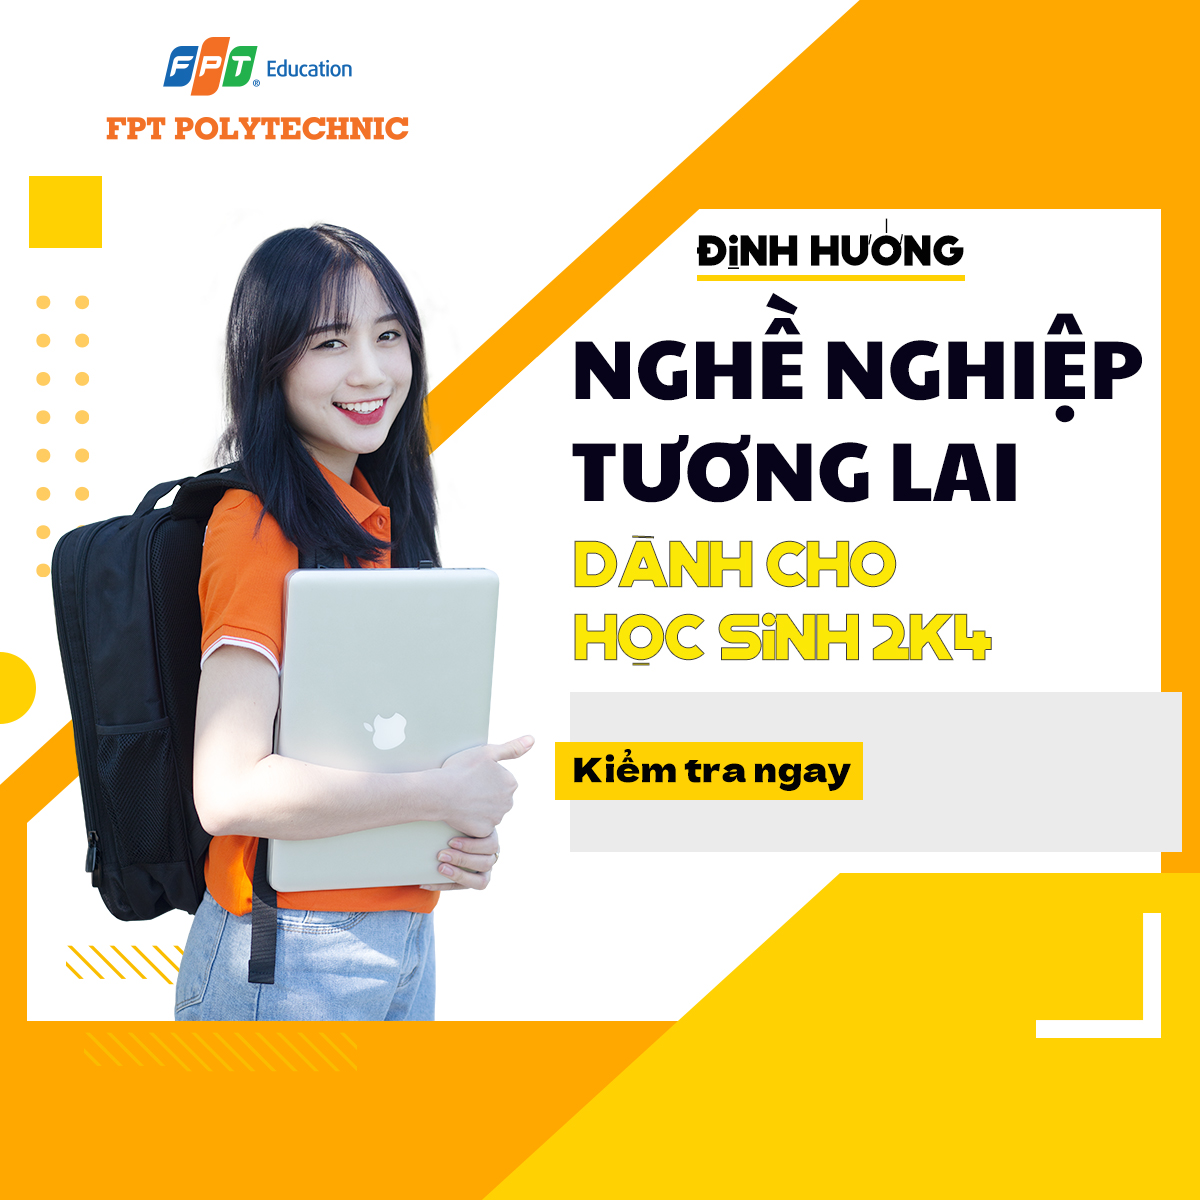 FPT Education
FPT POLYTECHNIC
ĐỊNH HƯỚNG
NGHỀ NGHIỆP
TƯƠNG LAI
DÀNH CHO
HỌC SINH 2K4
Kiểm tra ngay